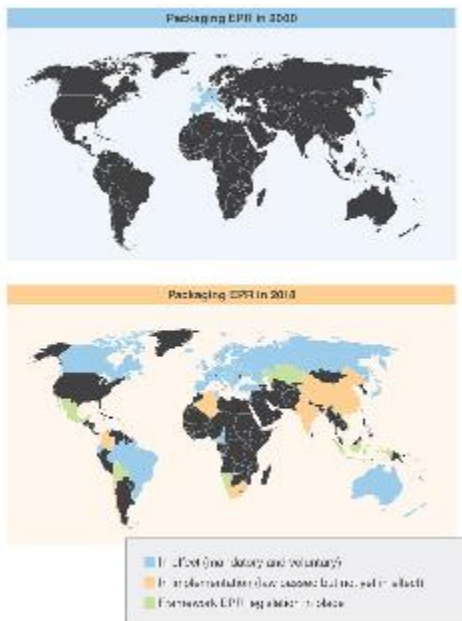 Packaging EPR in 2000
Packaging EPR in 2018
In effect (mandatory and voluntary)
In implementation (law passed but not yet in effect)
Framework EPR legislation in place